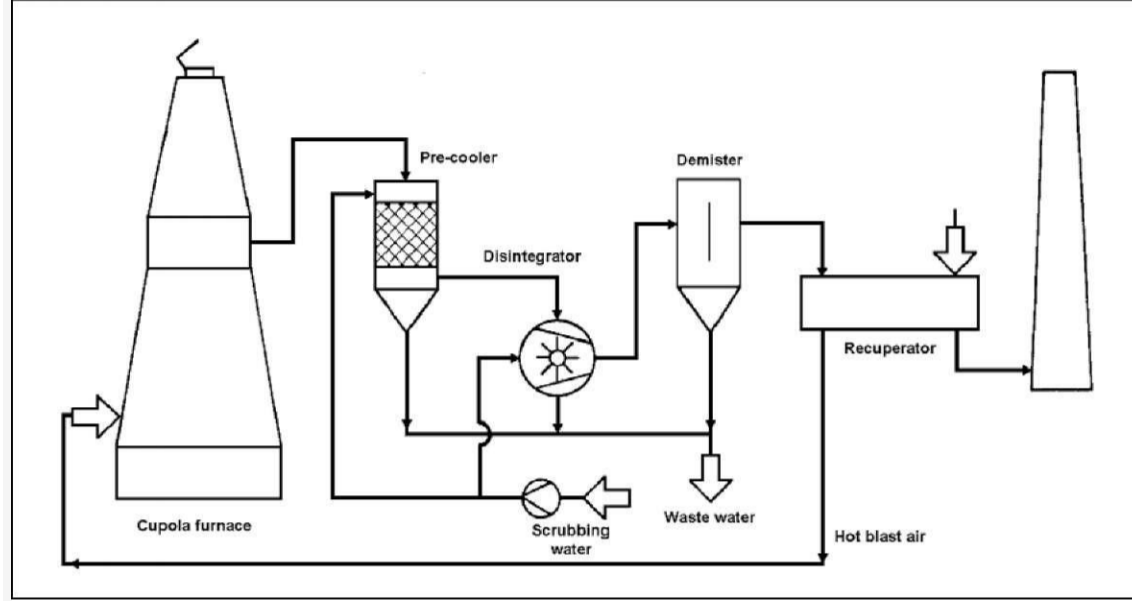 Pre-cooler
Demister
Disintegrator
Recuperator
Cupola furnace
Scrubbing
water
Waste water
Hot blast air